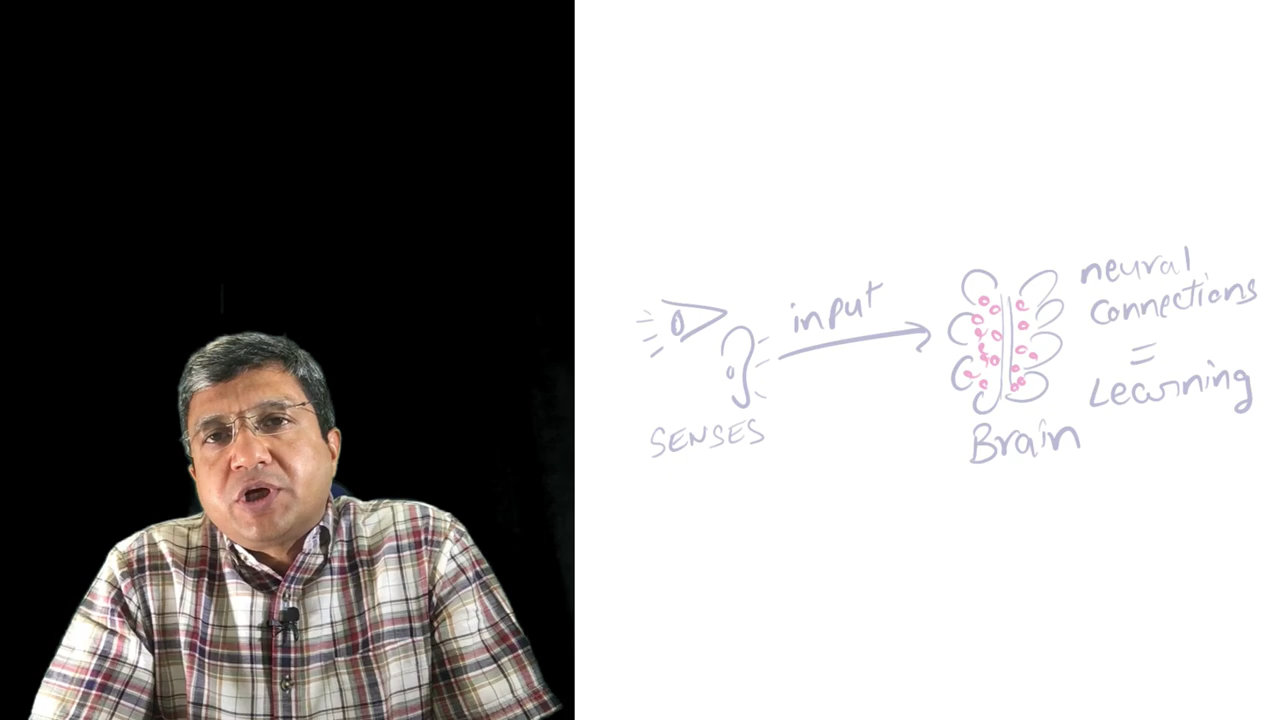 input
SENSES
Brain
neural
connections
=
Learning